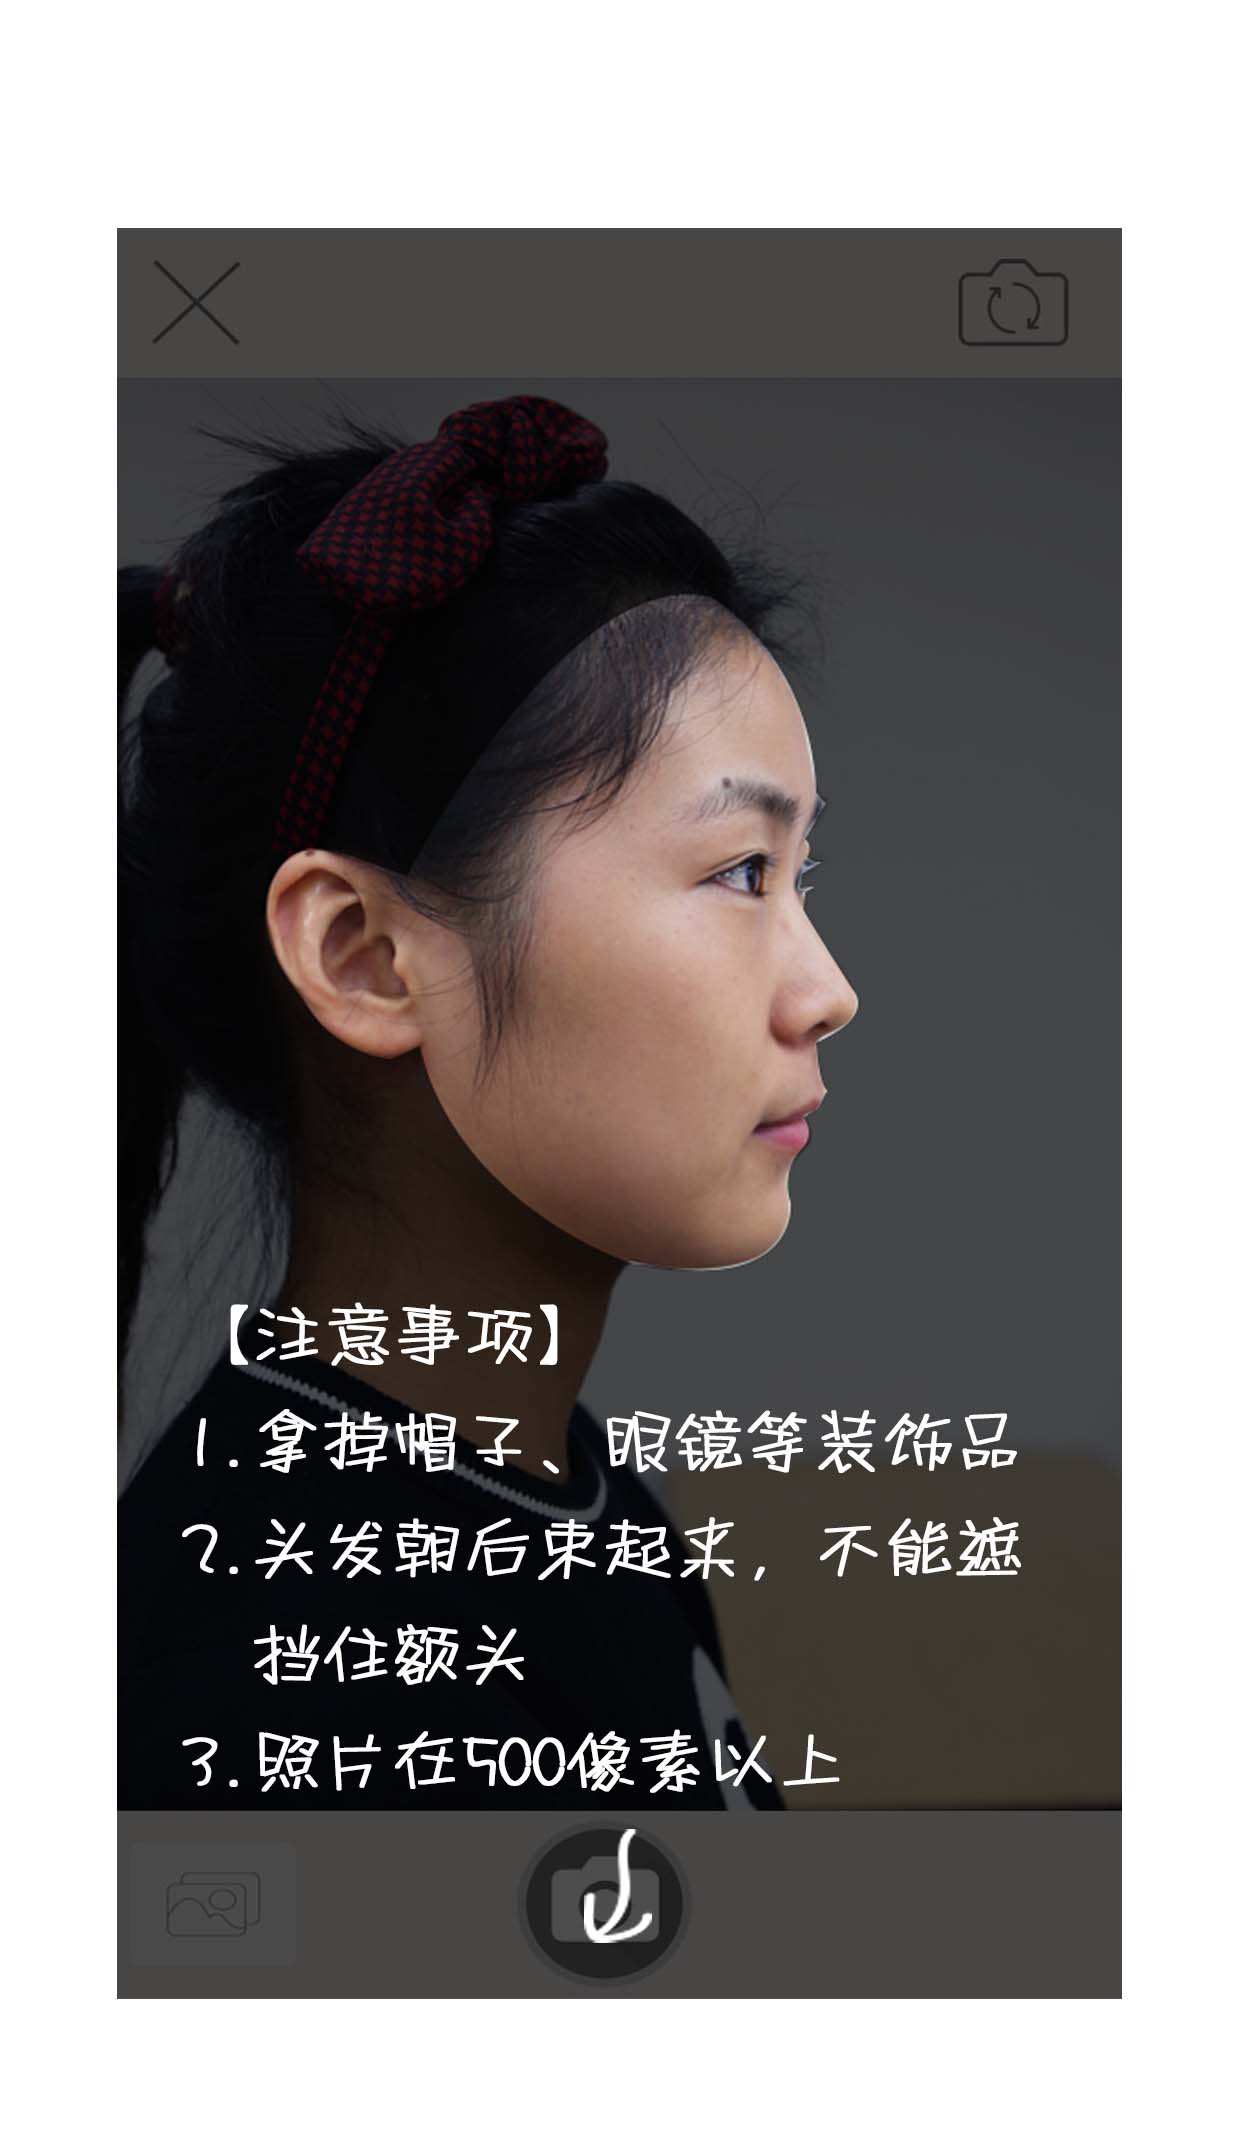 【注意事项】
1.拿掉帽子、眼镜等装饰品
2.头发朝后束起来，不能遮
挡住额头
3.照片在500像素以上